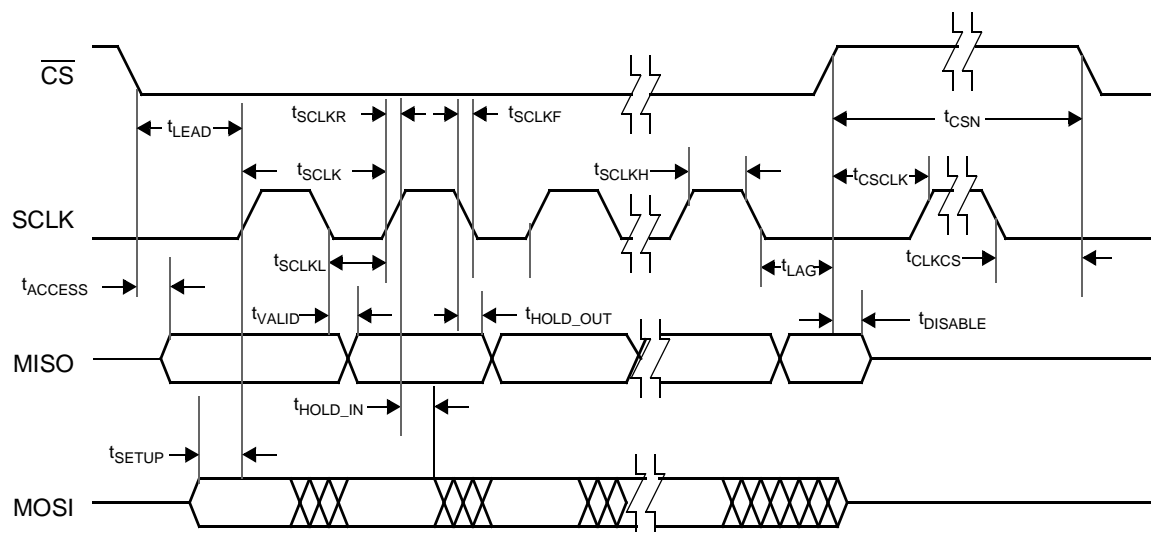 CS
tSCLKR
tSCLKF
tLEAD
tCSN
tSCLK
tSCLKH
tCSCLK
SCLK
tSCLKL
tLAG
tCLKCS
tACCESS
tVALID
tHOLD_OUT
tDISABLE
MISO
tHOLD_IN
tSETUP
MOSI